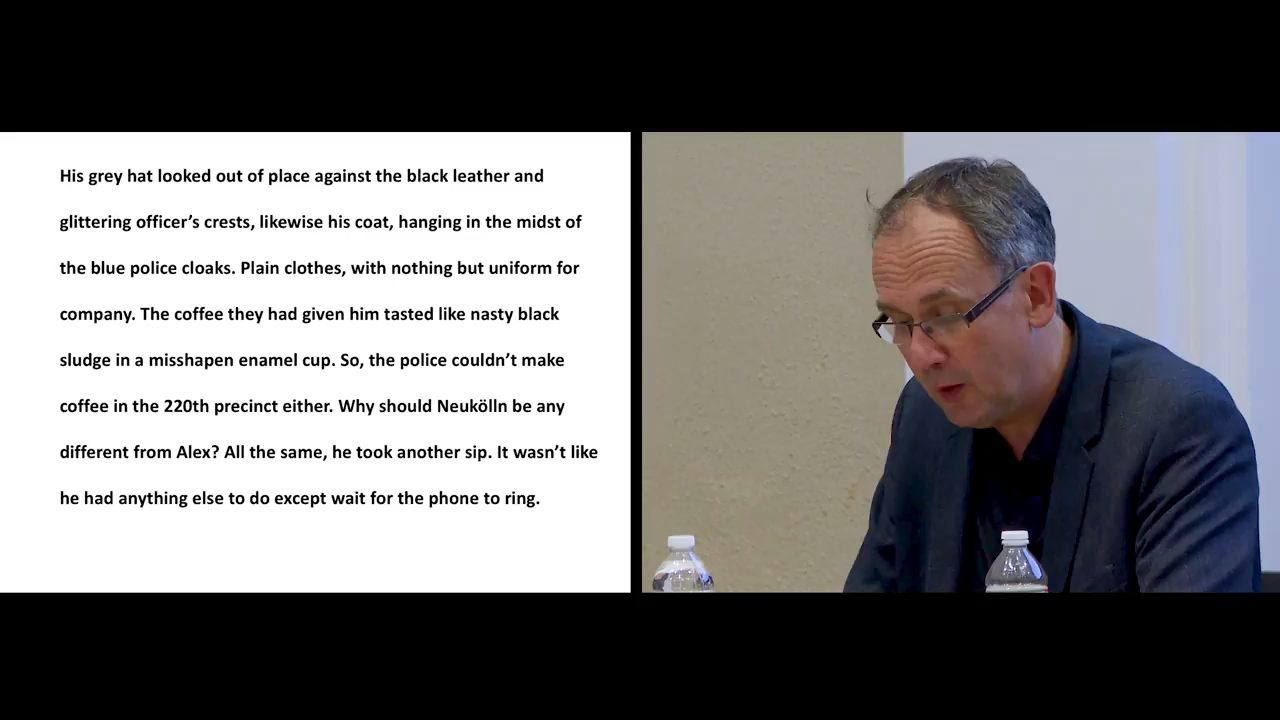 His grey hat looked out of place against the black leather and
glittering officer’s crests, likewise his coat, hanging in the midst of
the blue police cloaks. Plain clothes, with nothing but uniform for
company. The coffee they had given him tasted like nasty black
sludge in a misshapen enamel cup. So, the police couldn’t make
coffee in the 220th precinct either. Why should Neukölln be any
different from Alex? All the same, he took another sip. It wasn’t like
he had anything else to do except wait for the phone to ring.